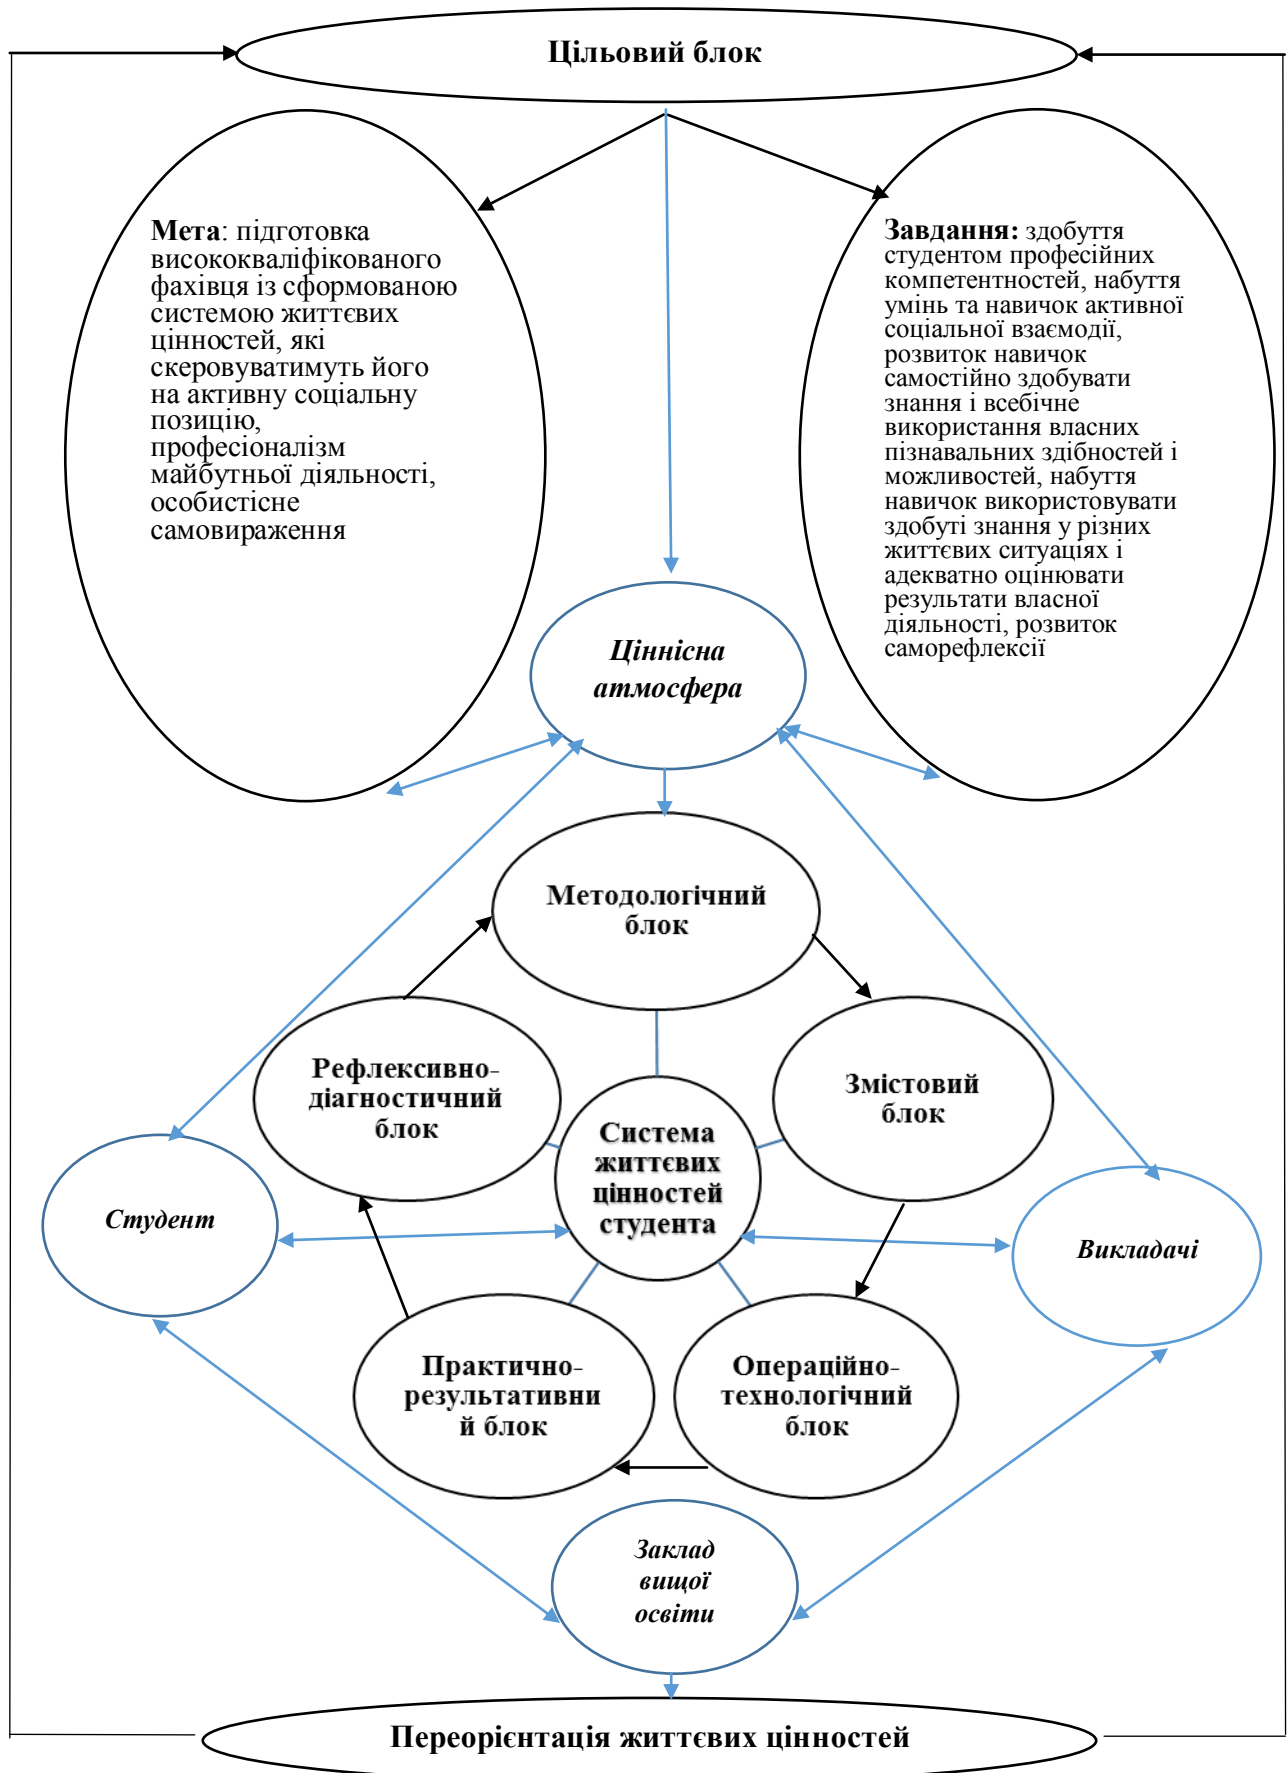 Цільовий блок
Мета: підготовка
висококваліфікованого
фахівця із сформованою
системою життєвих
цінностей, які
скеровуватимуть його
на активну соціальну
позицію,
професіоналізм
майбутньої діяльності,
особистісне
самовираження
Завдання: здобуття
студентом професійних
компетентностей, набуття
умінь та навичок активної
соціальної взаємодії,
розвиток навичок
самостійно здобувати
знання і всебічне
використання власних
пізнавальних здібностей і
можливостей, набуття
навичок використовувати
здобуті знання у різних
життєвих ситуаціях і
адекватно оцінювати
результати власної
діяльності, розвиток
саморефлексії
Ціннісна
атмосфера
Методологічний
блок
Рефлексивно-
діагностичний
блок
Змістовий
блок
Система
життєвих
цінностей
студента
Студент
Викладачі
Практично-
результативни
й блок
Операційно-
технологічний
блок
Заклад
вищої
освіти
Переорієнтація життєвих цінностей